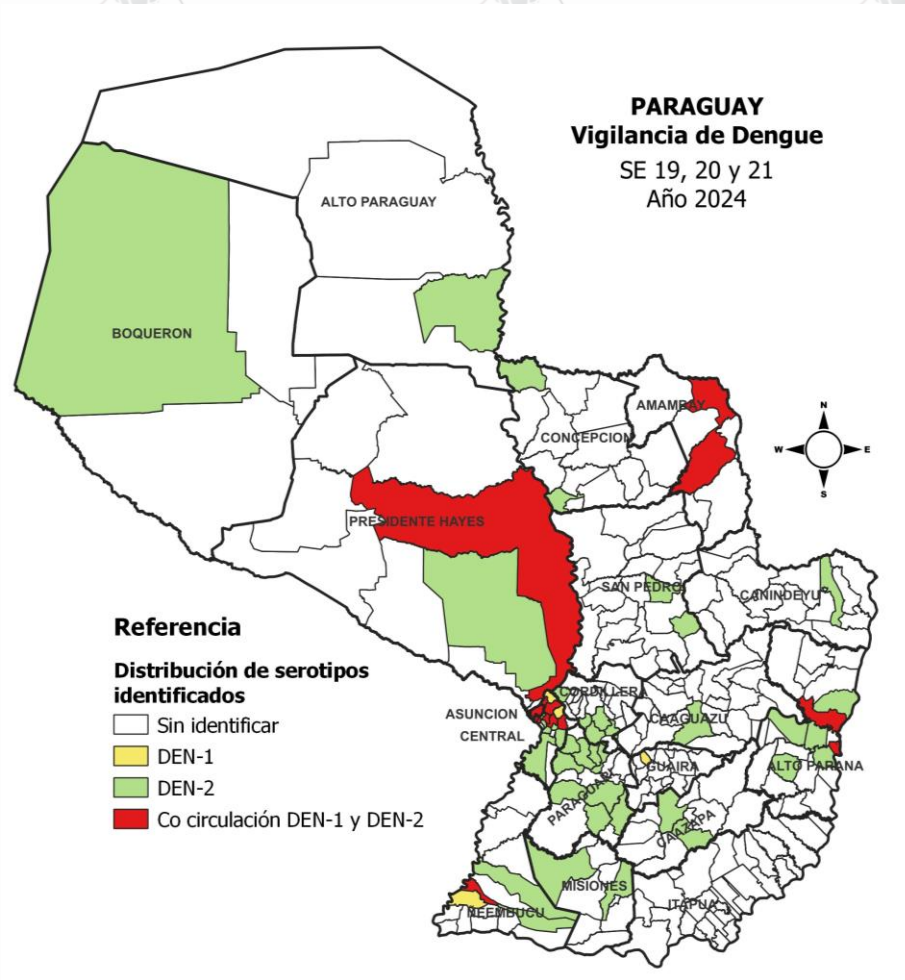 PARAGUAY
Vigilancia de Dengue
SE 19, 20 y 21
Año 2024
ALTO PARAGUAY
BOQUERON
AMAMBAY
CONCEPCION
N
W
E
S
PRESIDENTE HAYES
SAN PEDRO
CANINDEYU
Referencia
Distribución de serotipos
identificados
Sin identificar
DEN-1
DEN-2
Co circulación DEN-1 y DEN-2
CORDILLERA
ASUNCION
CENTRAL
CAAGUAZU
GUAIRA
ALTO PARANA
PARAGUARI
CAAZAPA
MISIONES
ÑEEMBUCU
ITAPUA